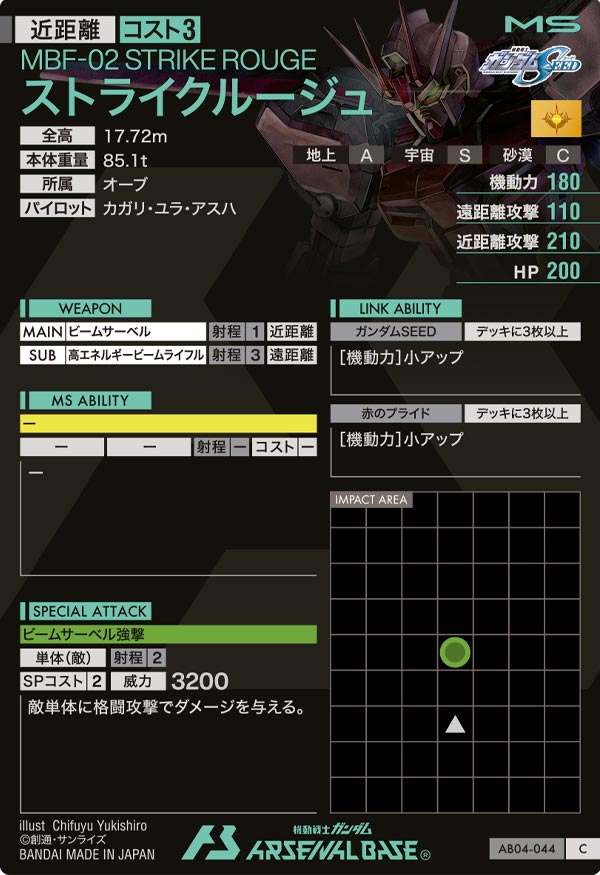 近距離 コスト3 MS
MBF-02 STRIKE ROUGE
ストライクルージュ
機動戦士ガンダムSEED
全高 17.72m
本体重量 85.1t
所属 オーブ
パイロット カガリ・ユラ・アスハ
地上 A 宇宙 S 砂漠 C
機動力 180
遠距離攻撃 110
近距離攻撃 210
HP 200
WEAPON
MAIN ビームサーベル 射程 1 近距離
SUB 高エネルギービームライフル 射程 3 遠距離
MS ABILITY
ー
ー ー 射程 ー コスト ー
ー
SPECIAL ATTACK
ビームサーベル強撃
単体(敵) 射程 2
SPコスト 2 威力 3200
敵単体に格闘攻撃でダメージを与える。
LINK ABILITY
ガンダムSEED デッキに3枚以上
[機動力]小アップ
赤のプライド デッキに3枚以上
[機動力]小アップ
IMPACT AREA
illust Chifuyu Yukishiro
©創通・サンライズ
BANDAI MADE IN JAPAN
機動戦士ガンダム
ARSENAL BASE®
AB04-044 C